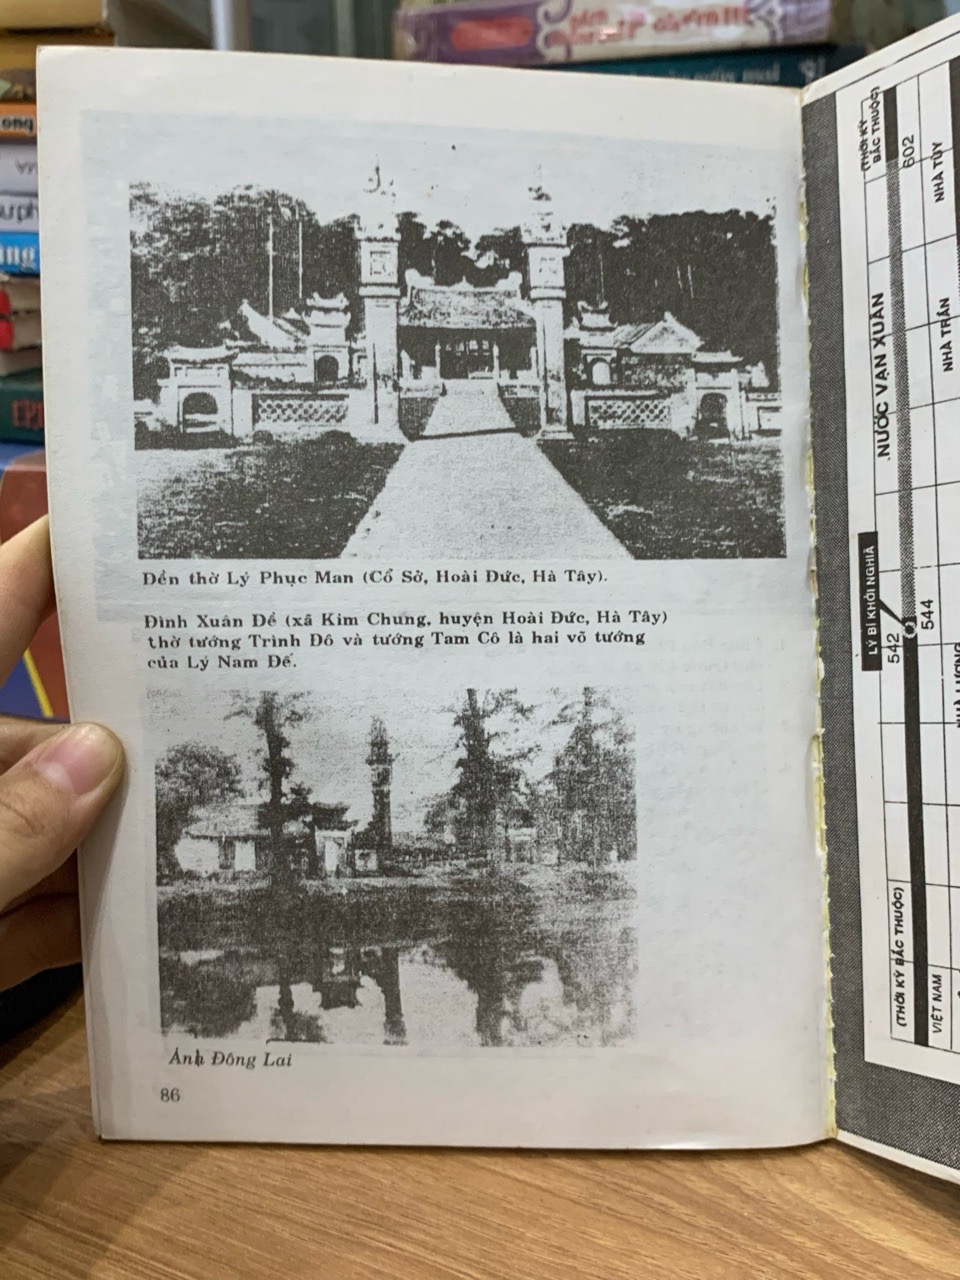 Đền thờ Lý Phục Man (Cổ Sở, Hoài Đức, Hà Tây).
Đình Xuân Đề (xã Kim Chung, huyện Hoài Đức, Hà Tây)
thờ tướng Trình Đô và tướng Tam Cô là hai võ tướng
của Lý Nam Đế.
Ảnh Đông Lai
86
(THỜI KỲ
BẮC THUỘC)
602
NHÀ TÙY
NƯỚC VẠN XUÂN
NHÀ TRẦN
LÝ BÍ KHỞI NGHĨA
542
544
(THỜI KỲ BẮC THUỘC)
VIỆT NAM